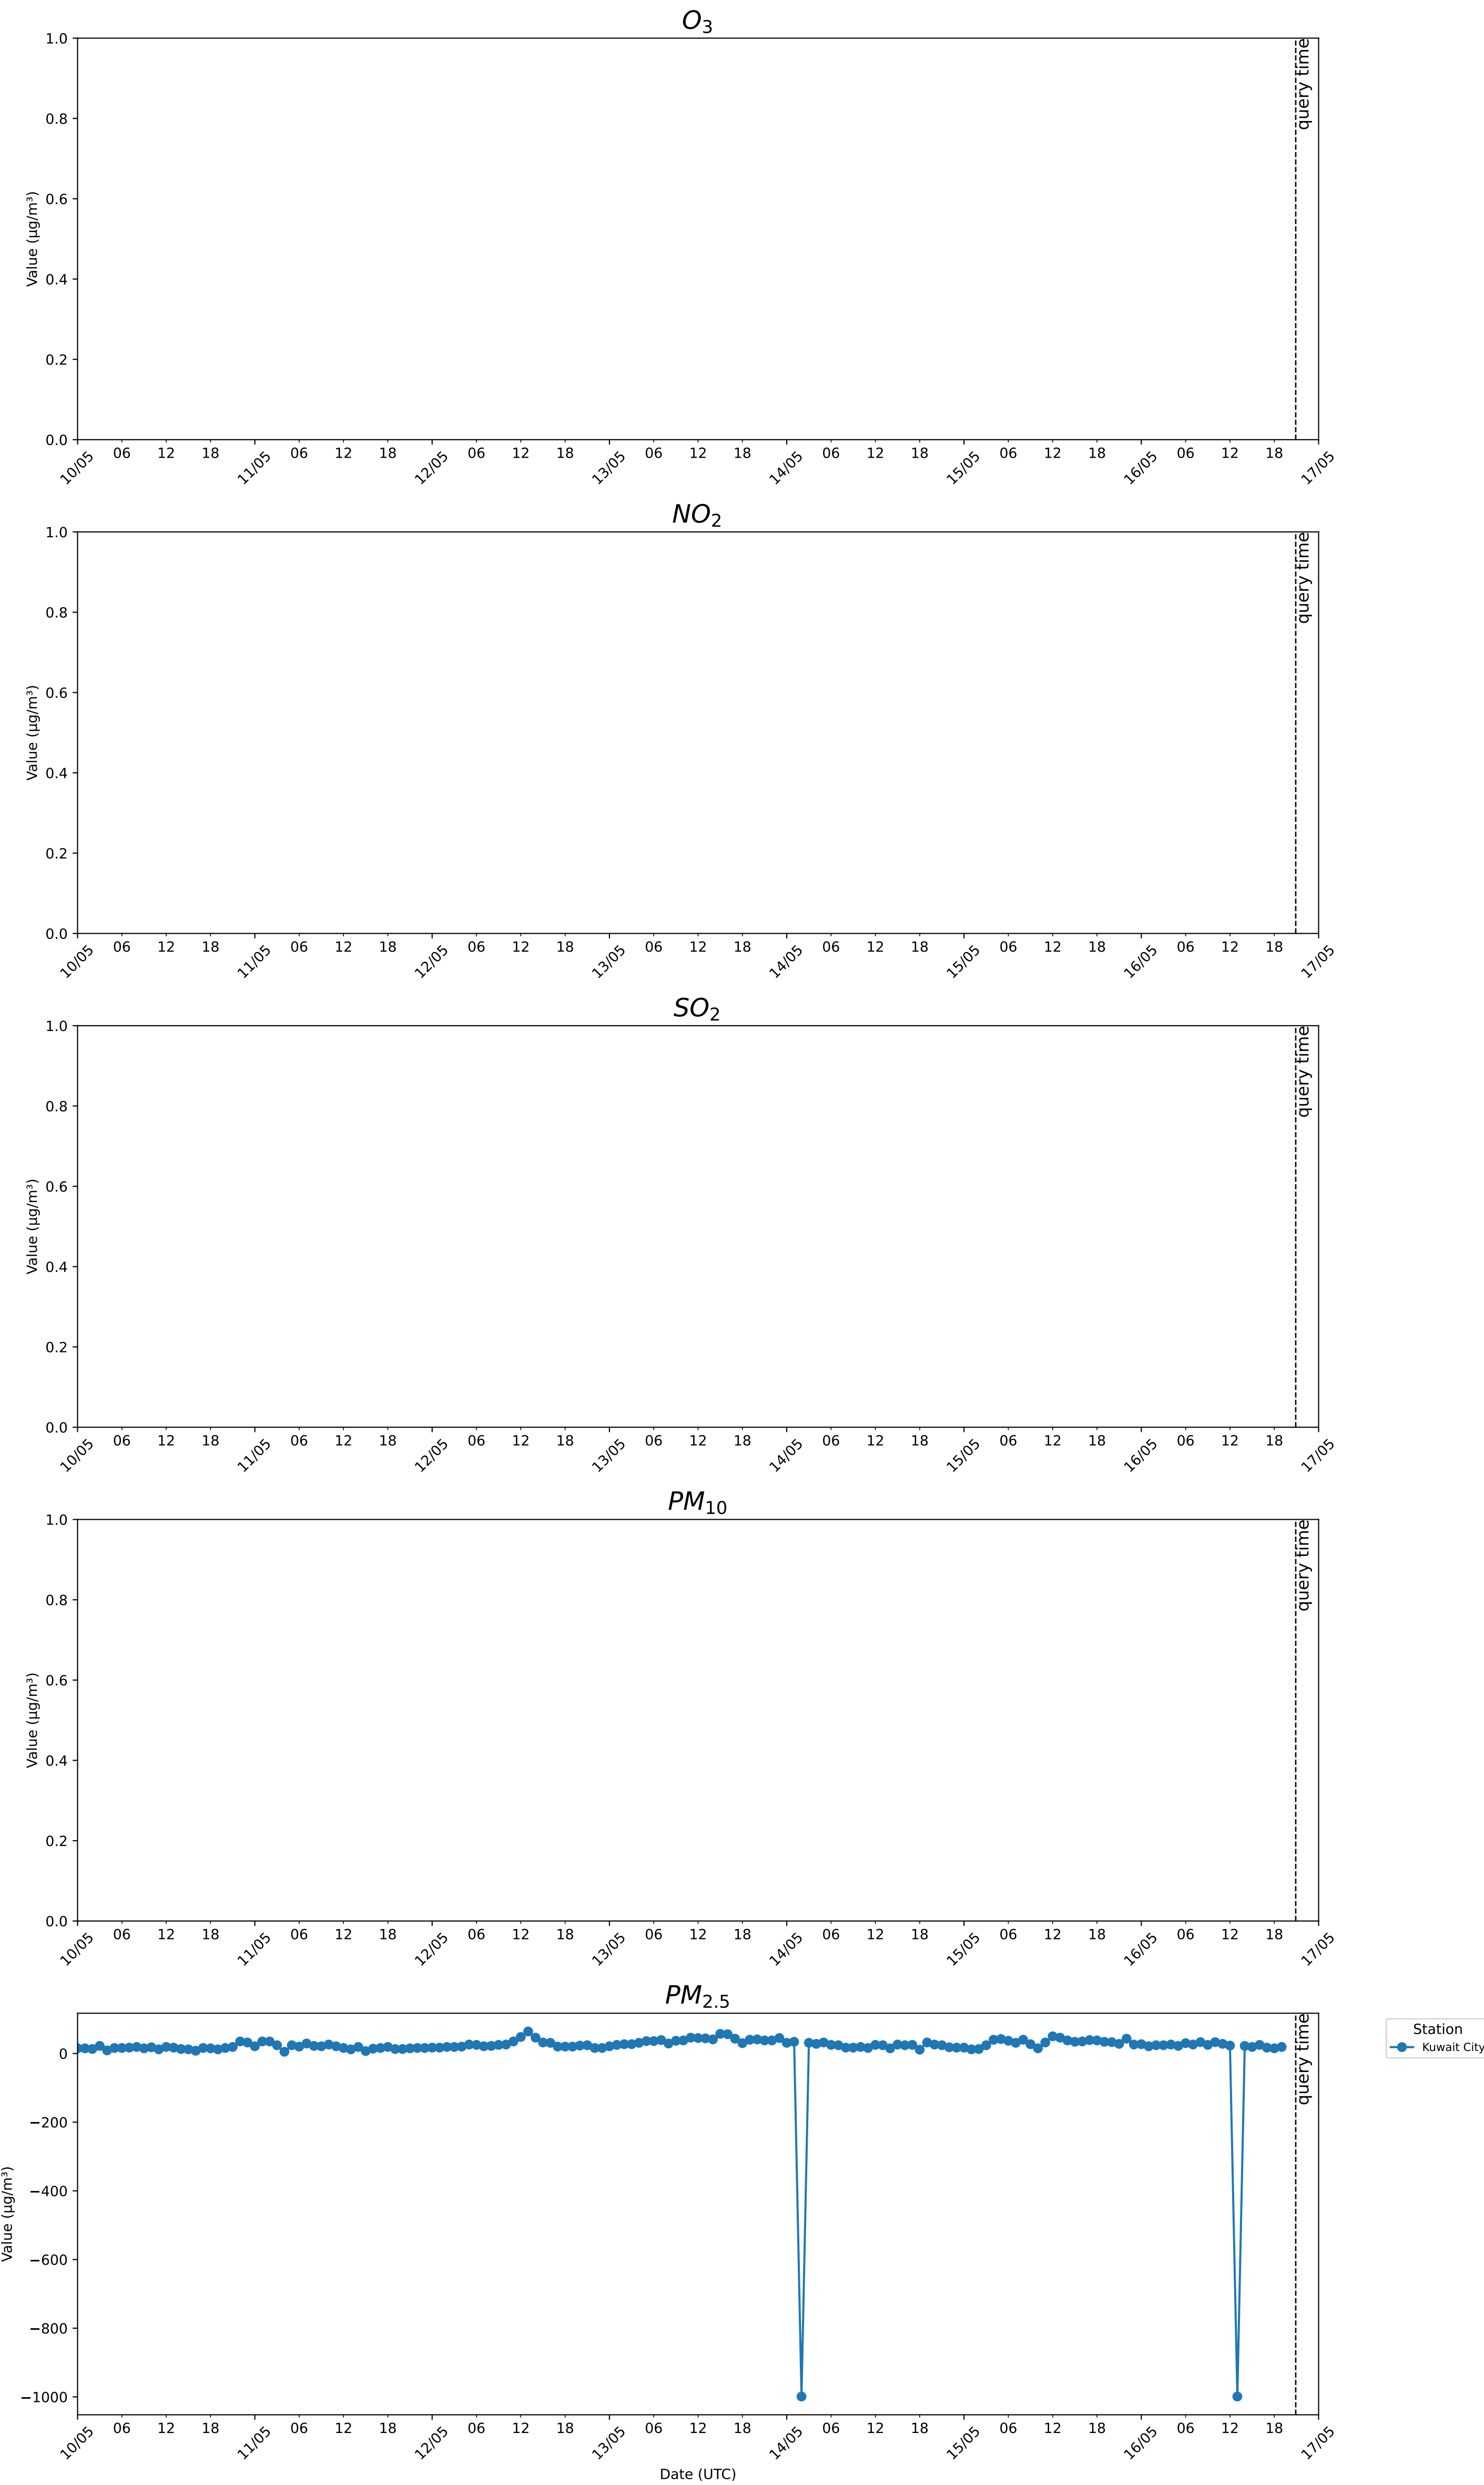 O₃
Value (µg/m³)
1.0
0.8
0.6
0.4
0.2
0.0
query time
06 12 18 06 12 18 06 12 18 06 12 18 06 12 18 06 12 18 06 12 18
10/05 11/05 12/05 13/05 14/05 15/05 16/05 17/05
NO₂
Value (µg/m³)
1.0
0.8
0.6
0.4
0.2
0.0
query time
06 12 18 06 12 18 06 12 18 06 12 18 06 12 18 06 12 18 06 12 18
10/05 11/05 12/05 13/05 14/05 15/05 16/05 17/05
SO₂
Value (µg/m³)
1.0
0.8
0.6
0.4
0.2
0.0
query time
06 12 18 06 12 18 06 12 18 06 12 18 06 12 18 06 12 18 06 12 18
10/05 11/05 12/05 13/05 14/05 15/05 16/05 17/05
PM₁₀
Value (µg/m³)
1.0
0.8
0.6
0.4
0.2
0.0
query time
06 12 18 06 12 18 06 12 18 06 12 18 06 12 18 06 12 18 06 12 18
10/05 11/05 12/05 13/05 14/05 15/05 16/05 17/05
PM₂.₅
Value (µg/m³)
0
−200
−400
−600
−800
−1000
query time
Station
Kuwait City
06 12 18 06 12 18 06 12 18 06 12 18 06 12 18 06 12 18 06 12 18
10/05 11/05 12/05 13/05 14/05 15/05 16/05 17/05
Date (UTC)